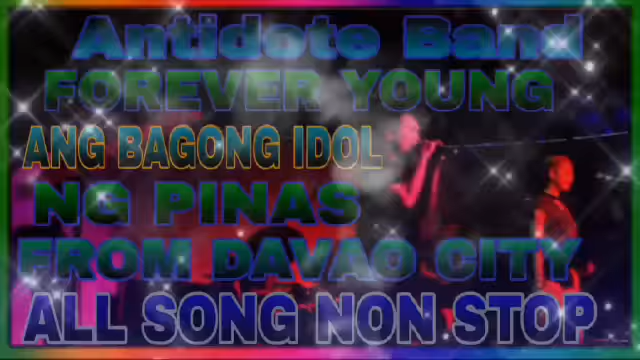 Antidote Band
FOREVER YOUNG
ANG BAGONG IDOL
NG PINAS
FROM DAVAO CITY
ALL SONG NON STOP